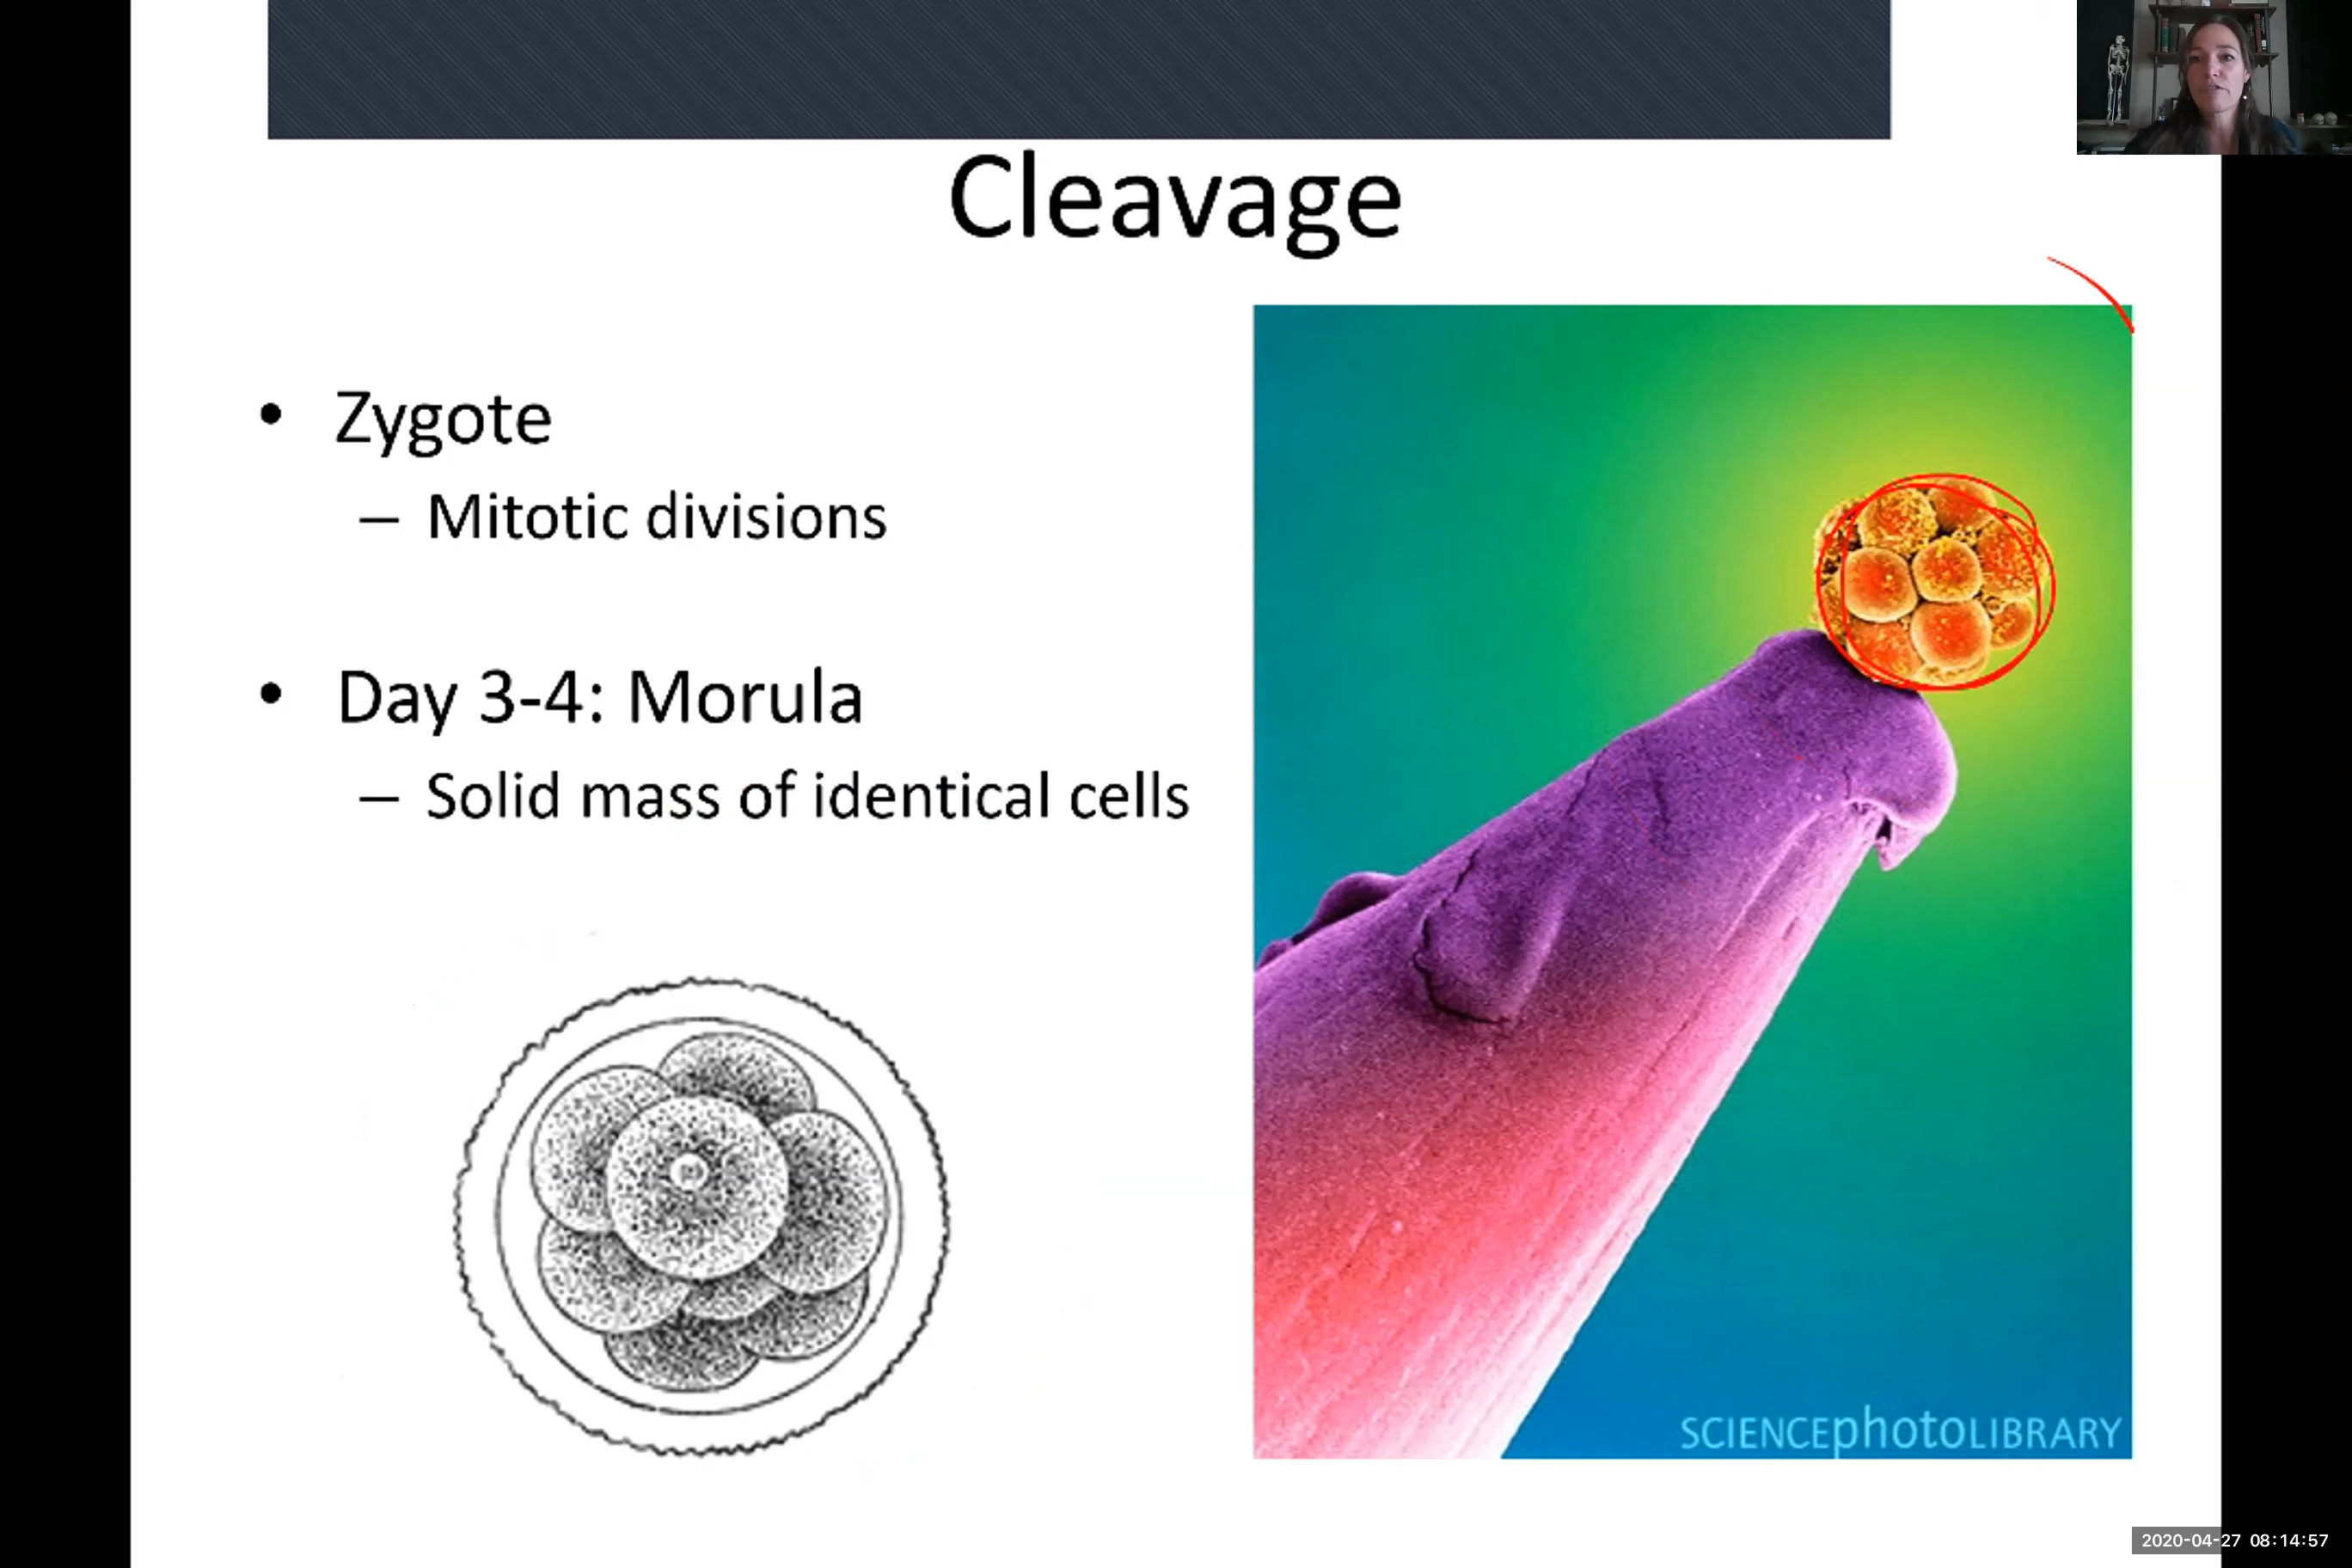 Cleavage
• Zygote
– Mitotic divisions
• Day 3-4: Morula
– Solid mass of identical cells
SCIENCEphotoLIBRARY
2020-04-27 08:14:57